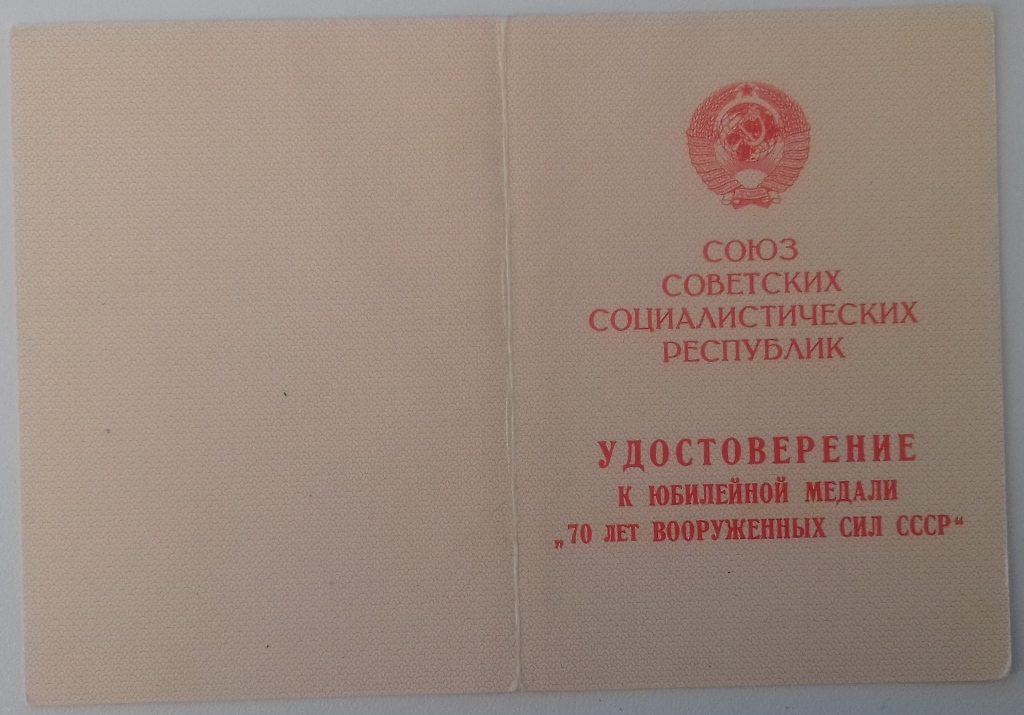 СОЮЗ
СОВЕТСКИХ
СОЦИАЛИСТИЧЕСКИХ
РЕСПУБЛИК
УДОСТОВЕРЕНИЕ
К ЮБИЛЕЙНОЙ МЕДАЛИ
„70 ЛЕТ ВООРУЖЕННЫХ СИЛ СССР“